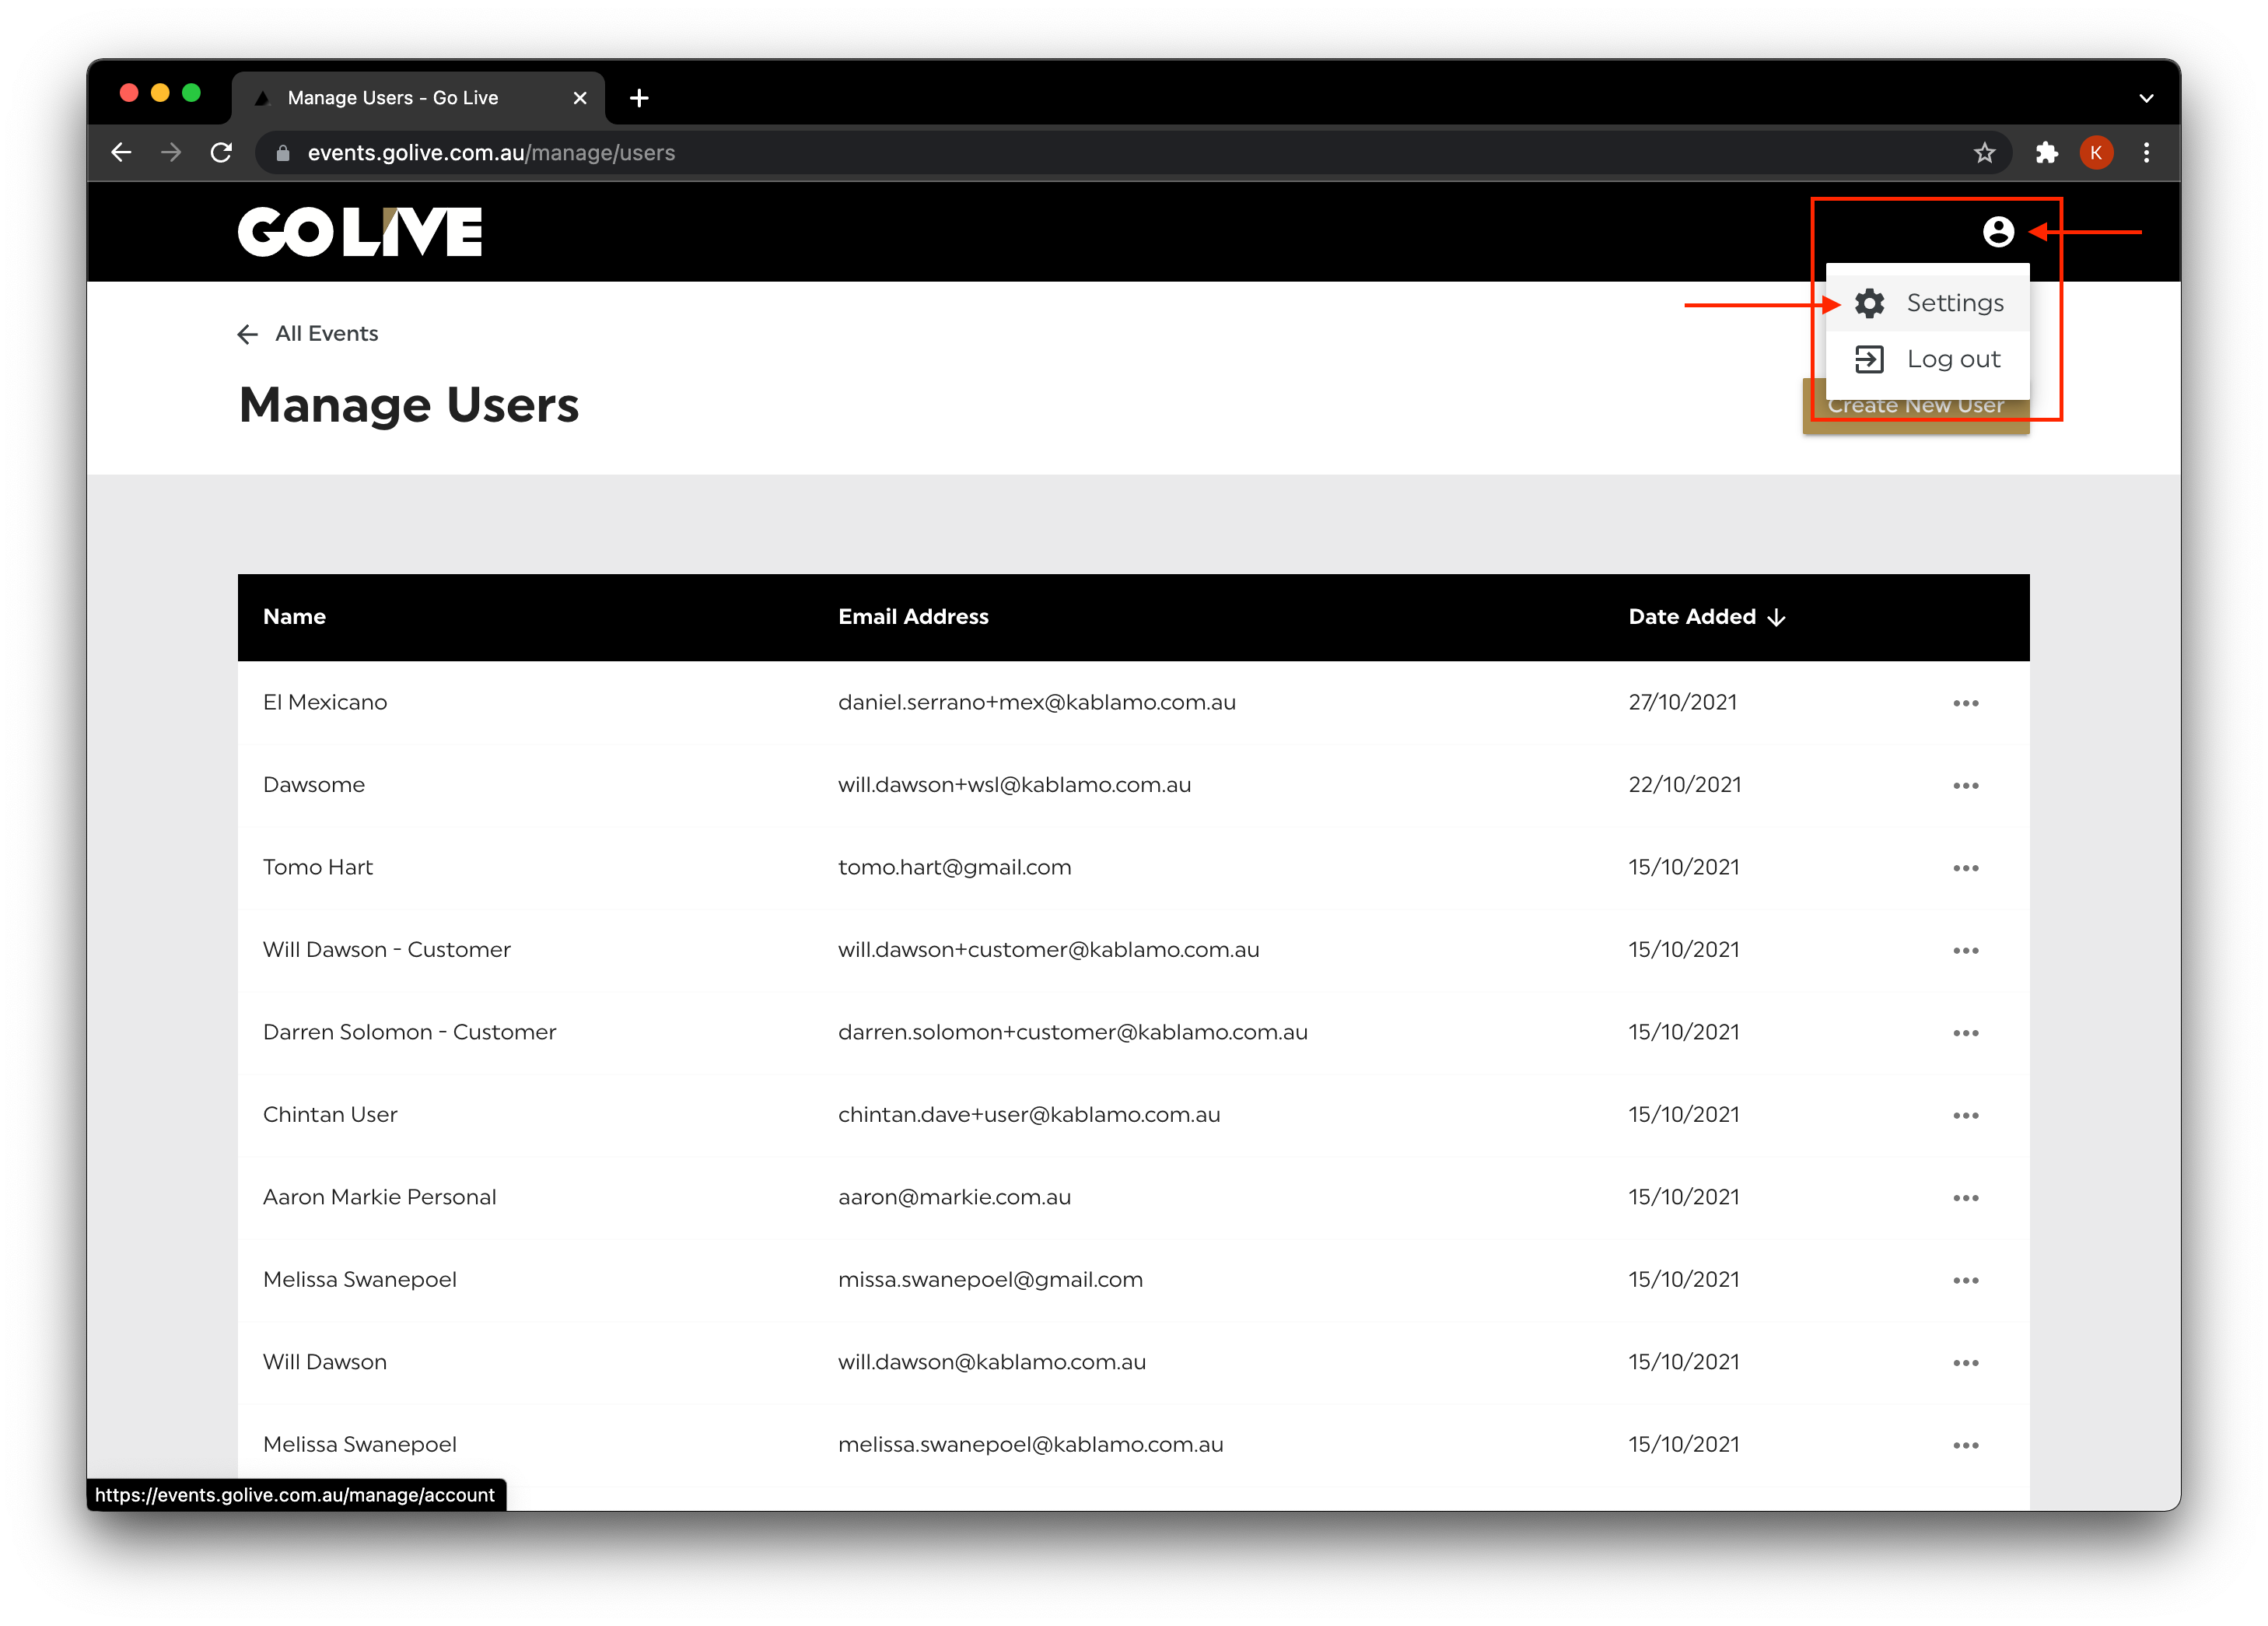 Manage Users - Go Live
events.golive.com.au/manage/users
K
GO LIVE
Settings
Log out
All Events
Manage Users
Create New User
Name Email Address Date Added
El Mexicano daniel.serrano+mex@kablamo.com.au 27/10/2021
Dawsome will.dawson+wsl@kablamo.com.au 22/10/2021
Tomo Hart tomo.hart@gmail.com 15/10/2021
Will Dawson - Customer will.dawson+customer@kablamo.com.au 15/10/2021
Darren Solomon - Customer darren.solomon+customer@kablamo.com.au 15/10/2021
Chintan User chintan.dave+user@kablamo.com.au 15/10/2021
Aaron Markie Personal aaron@markie.com.au 15/10/2021
Melissa Swanepoel missa.swanepoel@gmail.com 15/10/2021
Will Dawson will.dawson@kablamo.com.au 15/10/2021
Melissa Swanepoel melissa.swanepoel@kablamo.com.au 15/10/2021
https://events.golive.com.au/manage/account